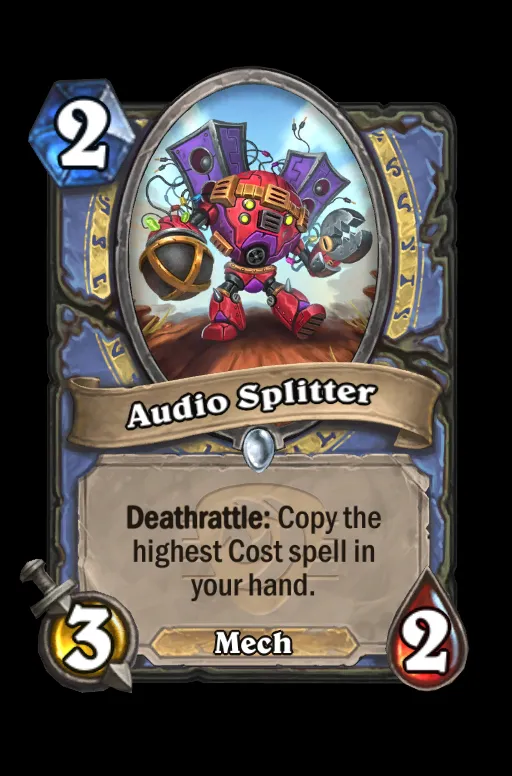 2
Audio Splitter
Deathrattle: Copy the
highest Cost spell in
your hand.
3
Mech
2